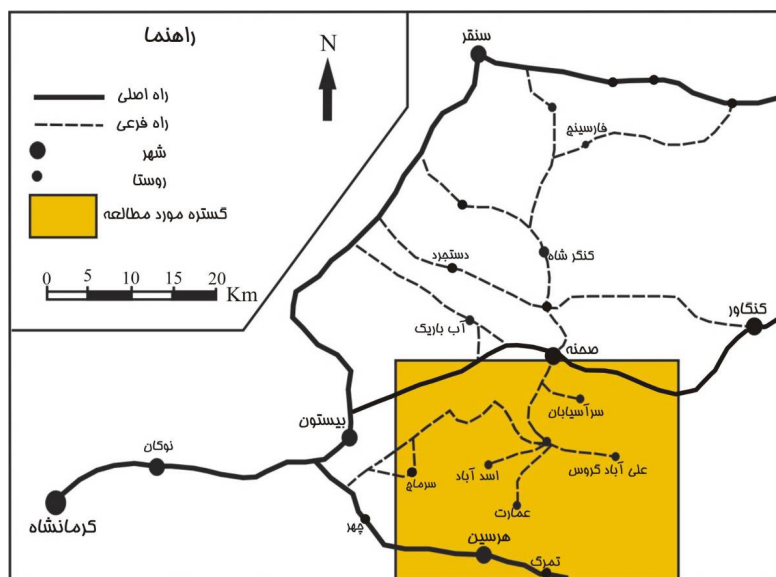 راهنما
راه اصلی
راه فرعی
شهر
روستا
گستره مورد مطالعه
0 5 10 15 20
Km
N
سنقر
فارسینج
کنگر شاه
دستجرد
کنگاور
آب باریک
صحنه
سرآسیابان
بیستون
نوکان
علی آباد گروس
اسد آباد
سرماج
کرمانشاه
عمارت
چهر
هرسین
تمرک